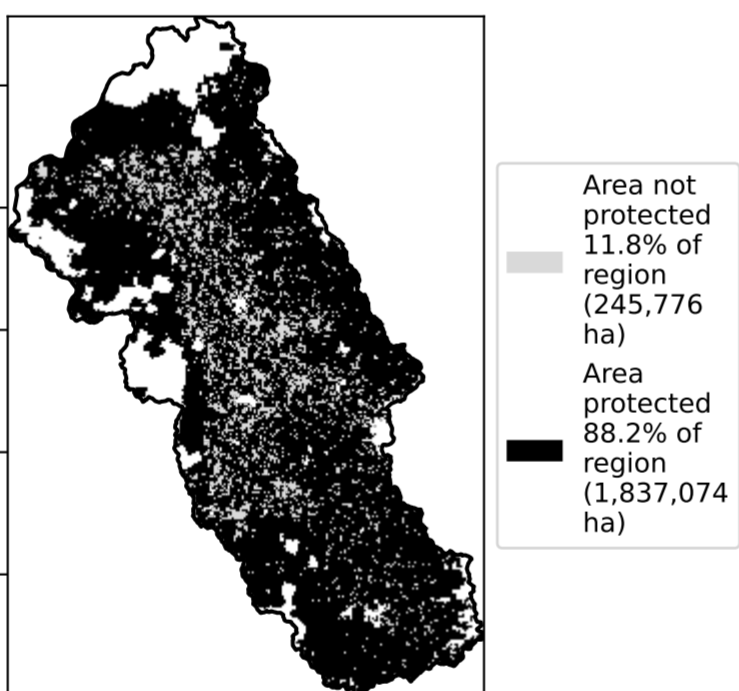 Area not
protected
11.8% of
region
(245,776
ha)
Area
protected
88.2% of
region
(1,837,074
ha)